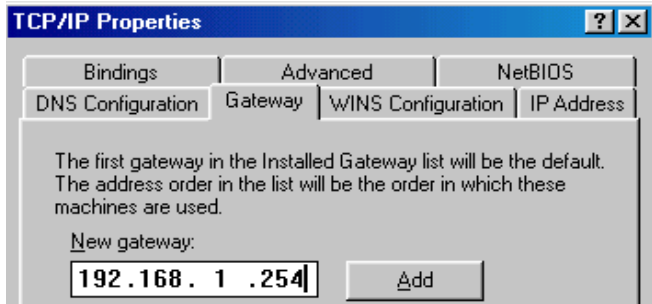 TCP/IP Properties
Bindings Advanced NetBIOS
DNS Configuration Gateway WINS Configuration IP Address
The first gateway in the Installed Gateway list will be the default.
The address order in the list will be the order in which these
machines are used.
New gateway:
192.168. 1 .254 Add